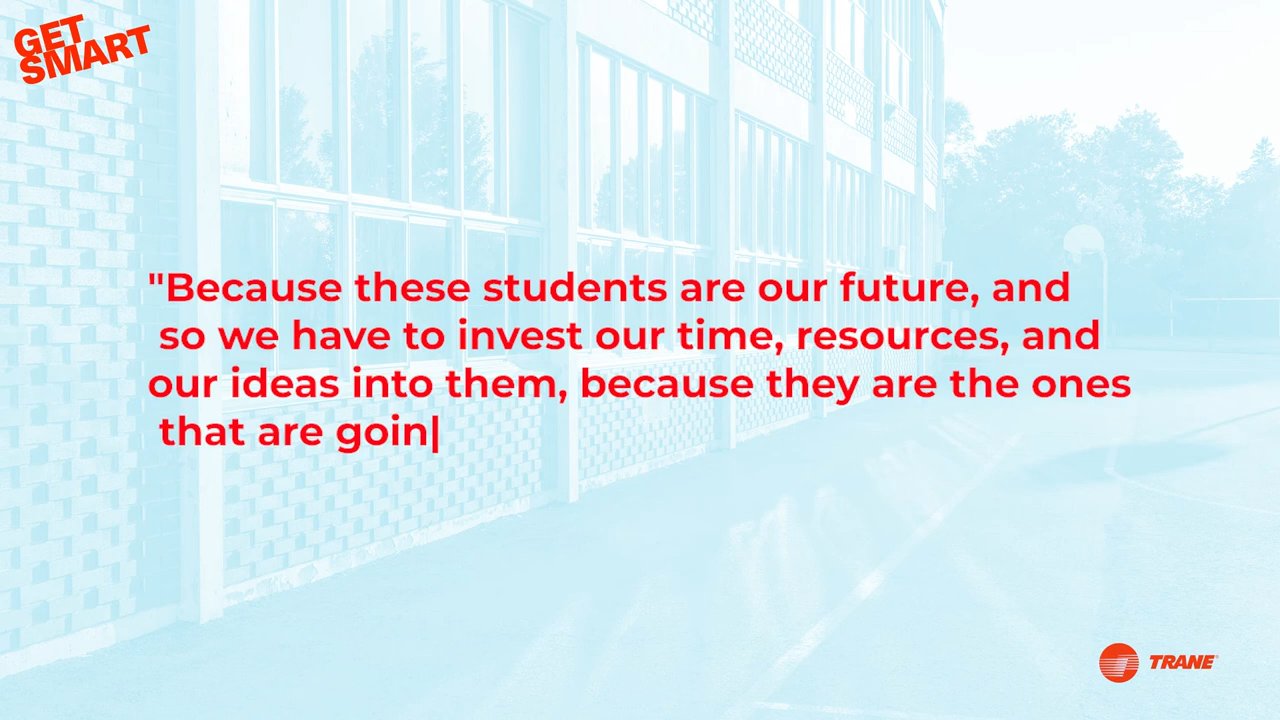 GET
SMART
"Because these students are our future, and
so we have to invest our time, resources, and
our ideas into them, because they are the ones
that are goin|
TRANE